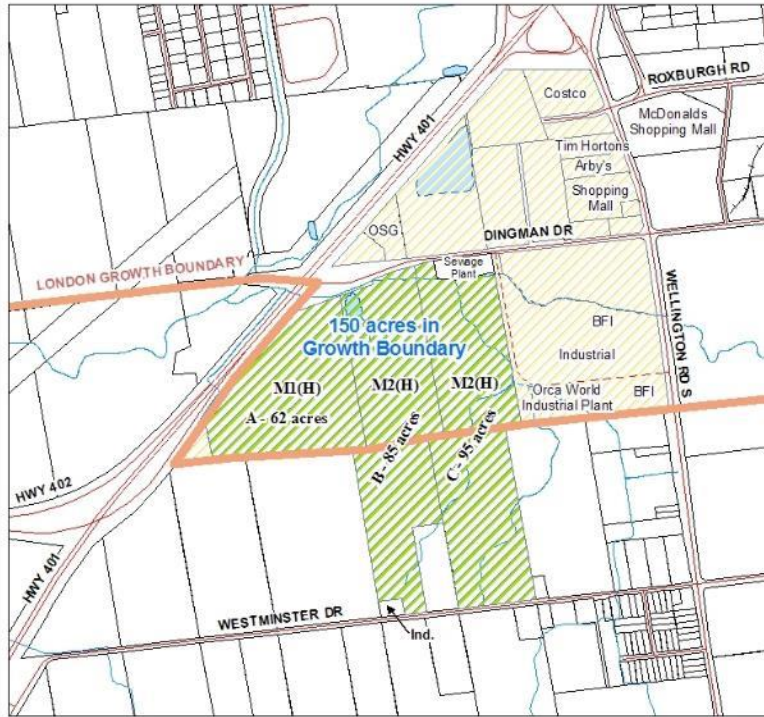 ROXBURGH RD
Costco
McDonalds
Shopping Mall
HWY 401
Tim Hortons
Arby's
Shopping
Mall
OSG
DINGMAN DR
LONDON GROWTH BOUNDARY
Sewage
Plant
150 acres in
Growth Boundary
BFI
WELLINGTON RD S
Industrial
M1(H)
M2(H)
M2(H)
Orca World
Industrial Plant
BFI
A - 62 acres
B - 85 acres
C - 95 acres
HWY 402
HWY 401
WESTMINSTER DR
Ind.